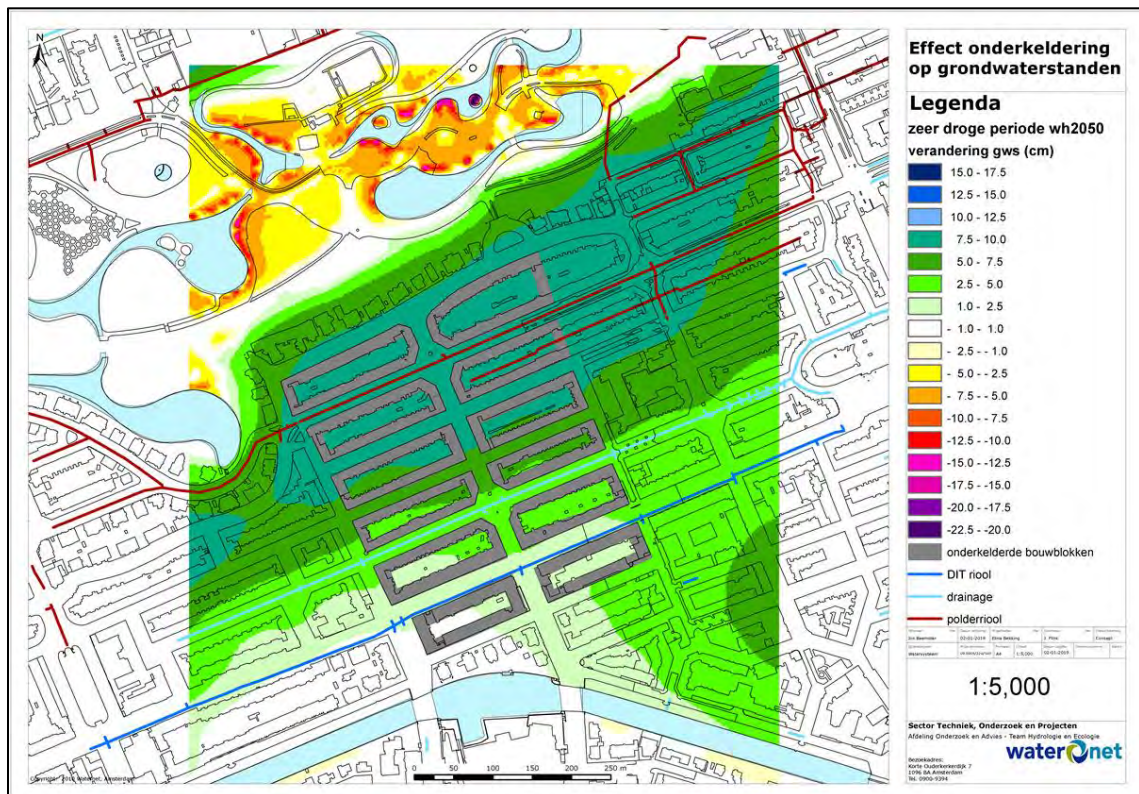 N
Effect onderkeldering
op grondwaterstanden
Legenda
zeer droge periode wh2050
verandering gws (cm)
15.0 - 17.5
12.5 - 15.0
10.0 - 12.5
7.5 - 10.0
5.0 - 7.5
2.5 - 5.0
1.0 - 2.5
- 1.0 - 1.0
- 2.5 - -1.0
- 5.0 - -2.5
- 7.5 - -5.0
-10.0 - -7.5
-12.5 - -10.0
-15.0 - -12.5
-17.5 - -15.0
-20.0 - -17.5
-22.5 - -20.0
onderkelderde bouwblokken
DIT riool
drainage
polderriool
1:5,000
Sector Techniek, Onderzoek en Projecten
Afdeling Onderzoek en Advies - Team Hydrologie en Ecologie
waternet
Bezoekadres:
Korte Ouderkerkerdijk 7
1096 BA Amsterdam
Tel. 0900-9394
0 50 100 150 200 250 m